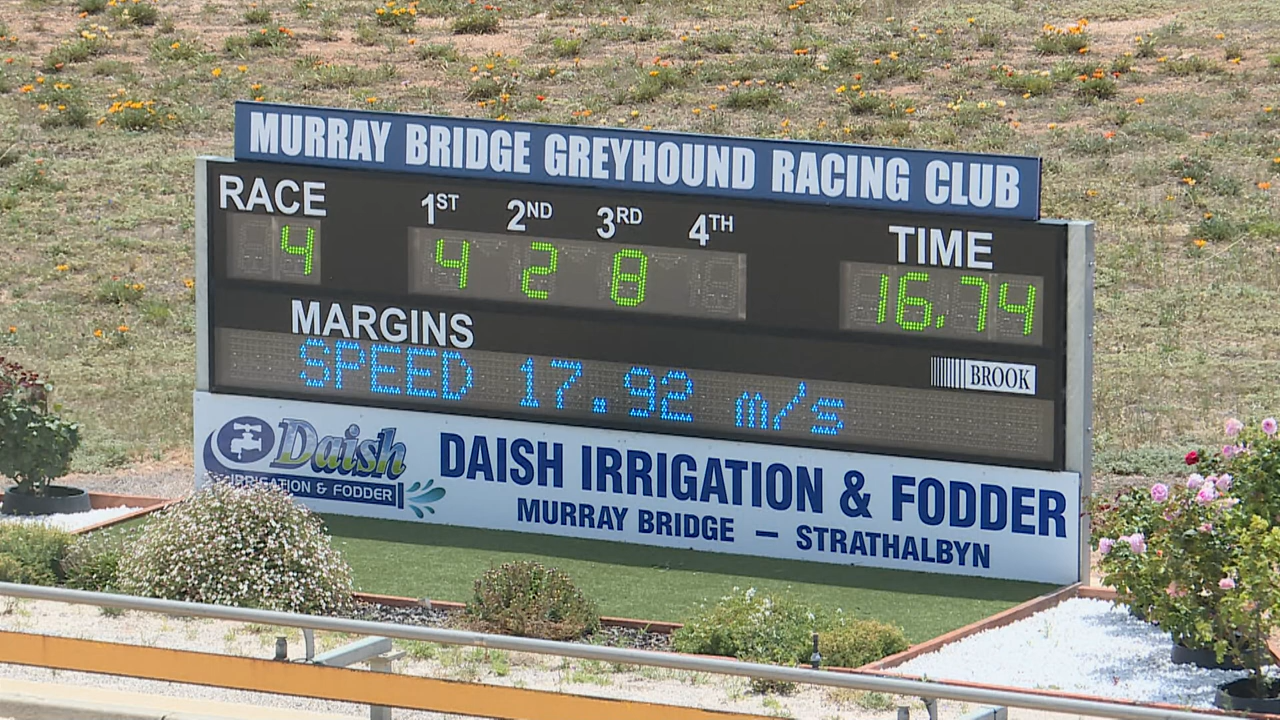 MURRAY BRIDGE GREYHOUND RACING CLUB
RACE 1ST 2ND 3RD 4TH TIME
4 4 2 8 16.74
MARGINS
SPEED 17.92 m/s
BROOK
Daish
IRRIGATION & FODDER
DAISH IRRIGATION & FODDER
MURRAY BRIDGE — STRATHALBYN